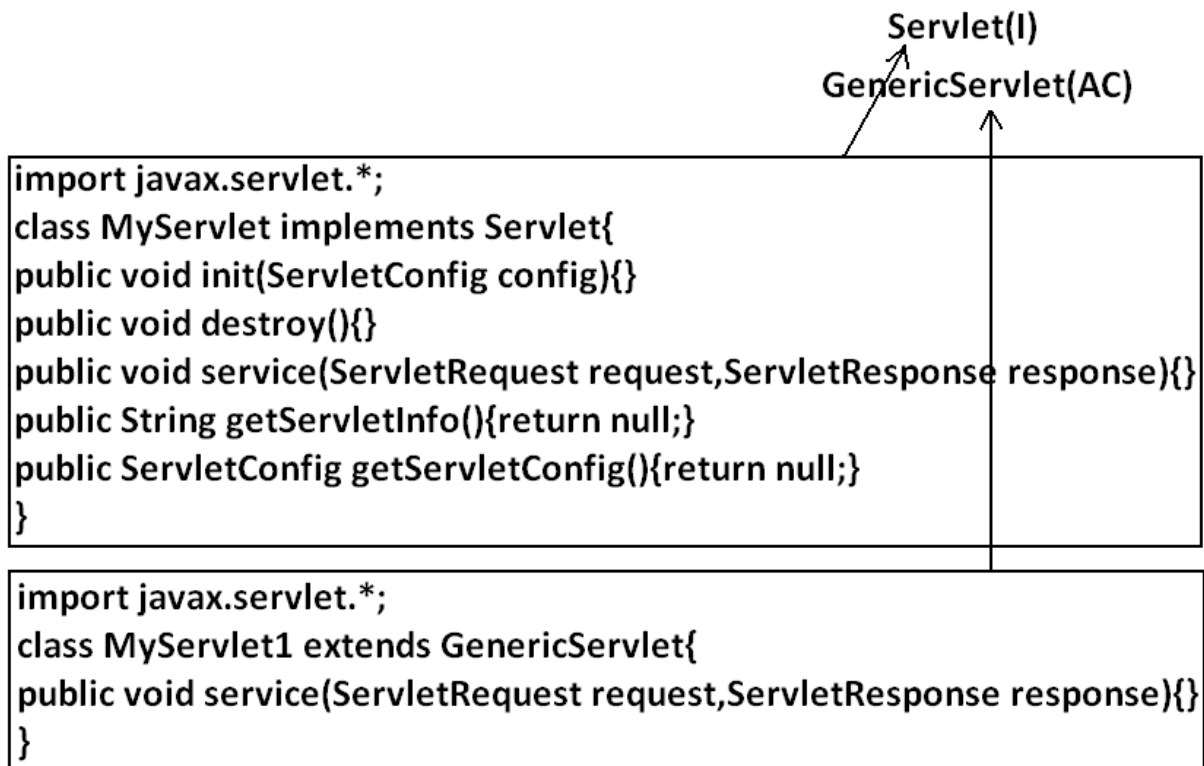 Servlet(I)
GenericServlet(AC)
import javax.servlet.*;
class MyServlet implements Servlet{
public void init(ServletConfig config){}
public void destroy(){}
public void service(ServletRequest request,ServletResponse response){}
public String getServletInfo(){return null;}
public ServletConfig getServletConfig(){return null;}
}
import javax.servlet.*;
class MyServlet1 extends GenericServlet{
public void service(ServletRequest request,ServletResponse response){}
}